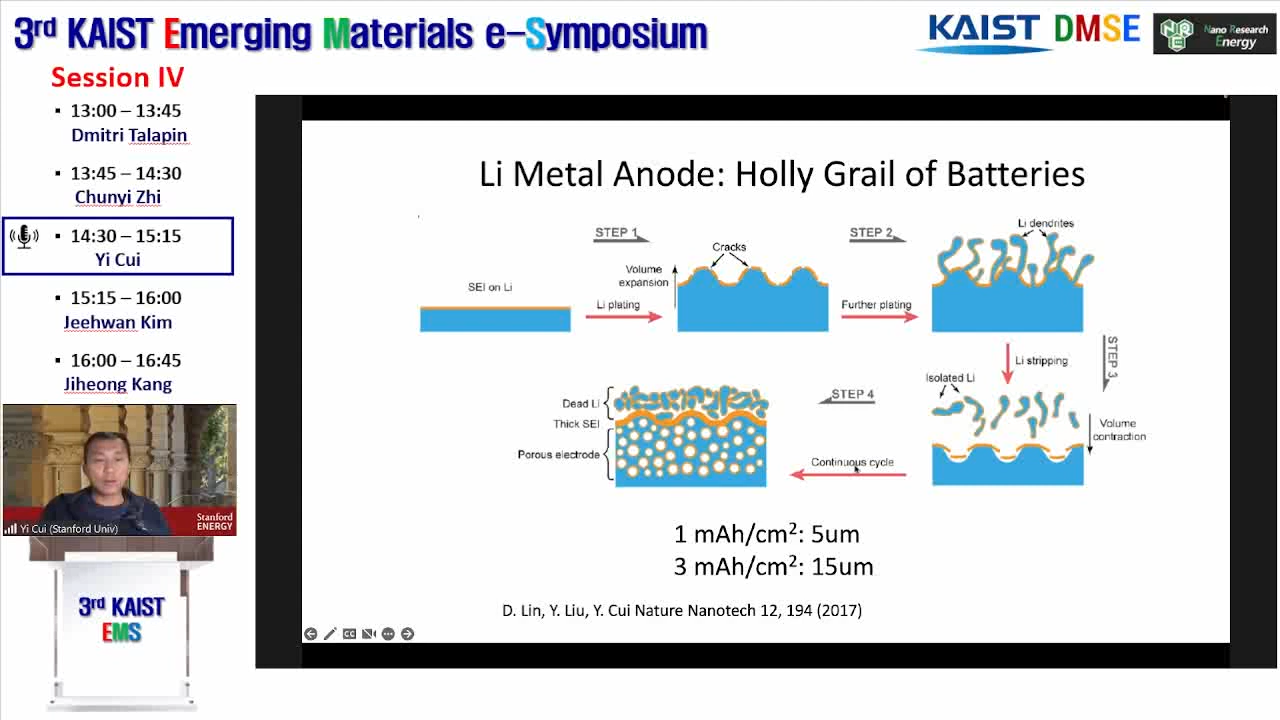 3rd KAIST Emerging Materials e-Symposium
KAIST DMSE
NRE
Nano Research
Energy
Session IV
▪ 13:00 – 13:45
Dmitri Talapin
▪ 13:45 – 14:30
Chunyi Zhi
▪ 14:30 – 15:15
Yi Cui
▪ 15:15 – 16:00
Jeehwan Kim
▪ 16:00 – 16:45
Jiheong Kang
Stanford
ENERGY
Yi Cui (Stanford Univ)
3rd KAIST
EMS
Li Metal Anode: Holly Grail of Batteries
STEP 1
SEI on Li
Volume
expansion
Cracks
Li plating
STEP 2
Further plating
Li dendrites
STEP 3
Li stripping
Isolated Li
Volume
contraction
STEP 4
Continuous cycle
Dead Li
Thick SEI
Porous electrode
1 mAh/cm²: 5um
3 mAh/cm²: 15um
D. Lin, Y. Liu, Y. Cui Nature Nanotech 12, 194 (2017)
CC